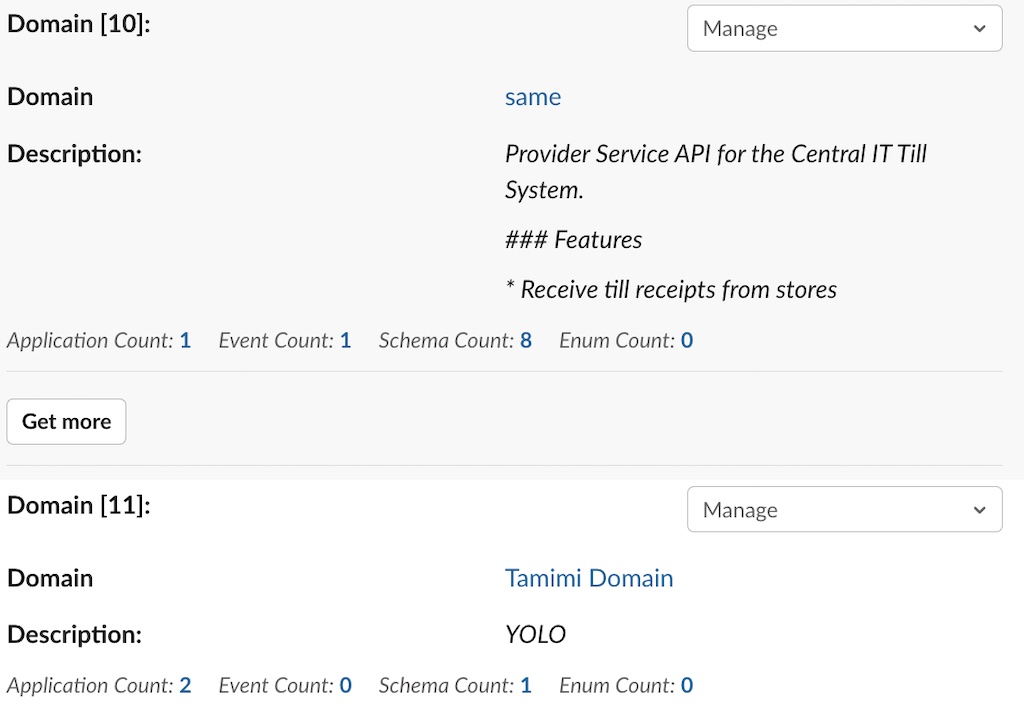 Domain [10]:
Manage
Domain
same
Description:
Provider Service API for the Central IT Till
System.
### Features
* Receive till receipts from stores
Application Count: 1 Event Count: 1 Schema Count: 8 Enum Count: 0
Get more
Domain [11]:
Manage
Domain
Tamimi Domain
Description:
YOLO
Application Count: 2 Event Count: 0 Schema Count: 1 Enum Count: 0